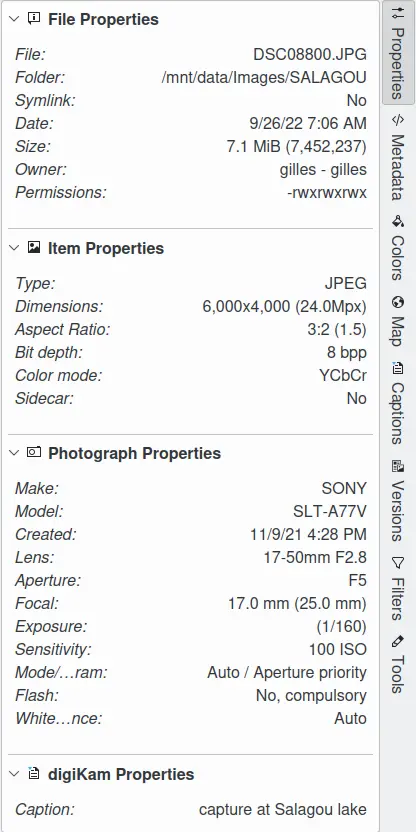 File Properties
File: DSC08800.JPG
Folder: /mnt/data/Images/SALAGOU
Symlink: No
Date: 9/26/22 7:06 AM
Size: 7.1 MiB (7,452,237)
Owner: gilles - gilles
Permissions: -rwxrwxrwx
Item Properties
Type: JPEG
Dimensions: 6,000x4,000 (24.0Mpx)
Aspect Ratio: 3:2 (1.5)
Bit depth: 8 bpp
Color mode: YCbCr
Sidecar: No
Photograph Properties
Make: SONY
Model: SLT-A77V
Created: 11/9/21 4:28 PM
Lens: 17-50mm F2.8
Aperture: F5
Focal: 17.0 mm (25.0 mm)
Exposure: (1/160)
Sensitivity: 100 ISO
Mode/…ram: Auto / Aperture priority
Flash: No, compulsory
White…nce: Auto
digiKam Properties
Caption: capture at Salagou lake
Properties
Metadata
Colors
Map
Captions
Versions
Filters
Tools